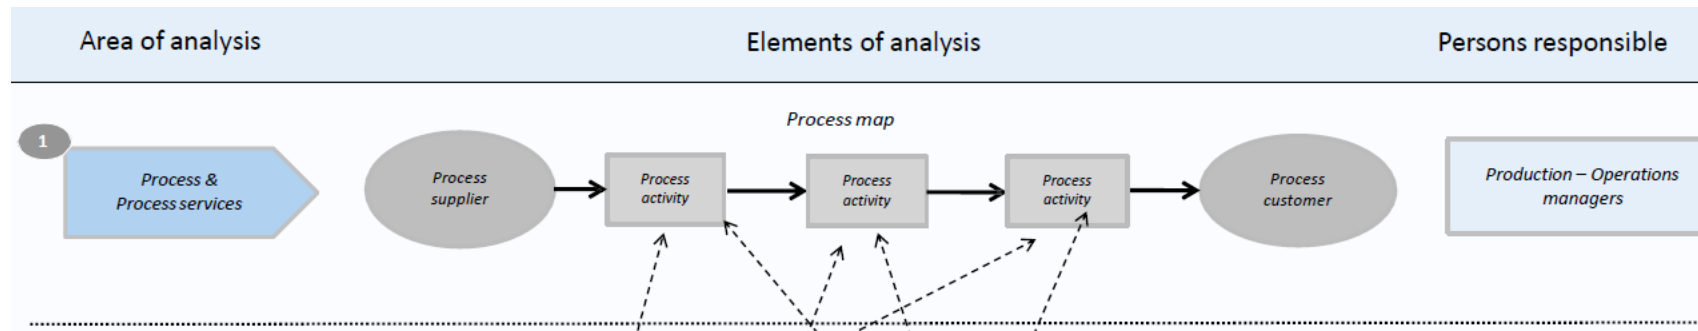 Area of analysis
Elements of analysis
Persons responsible
Process map
1
Process &
Process services
Process
supplier
Process
activity
Process
activity
Process
activity
Process
customer
Production – Operations
managers